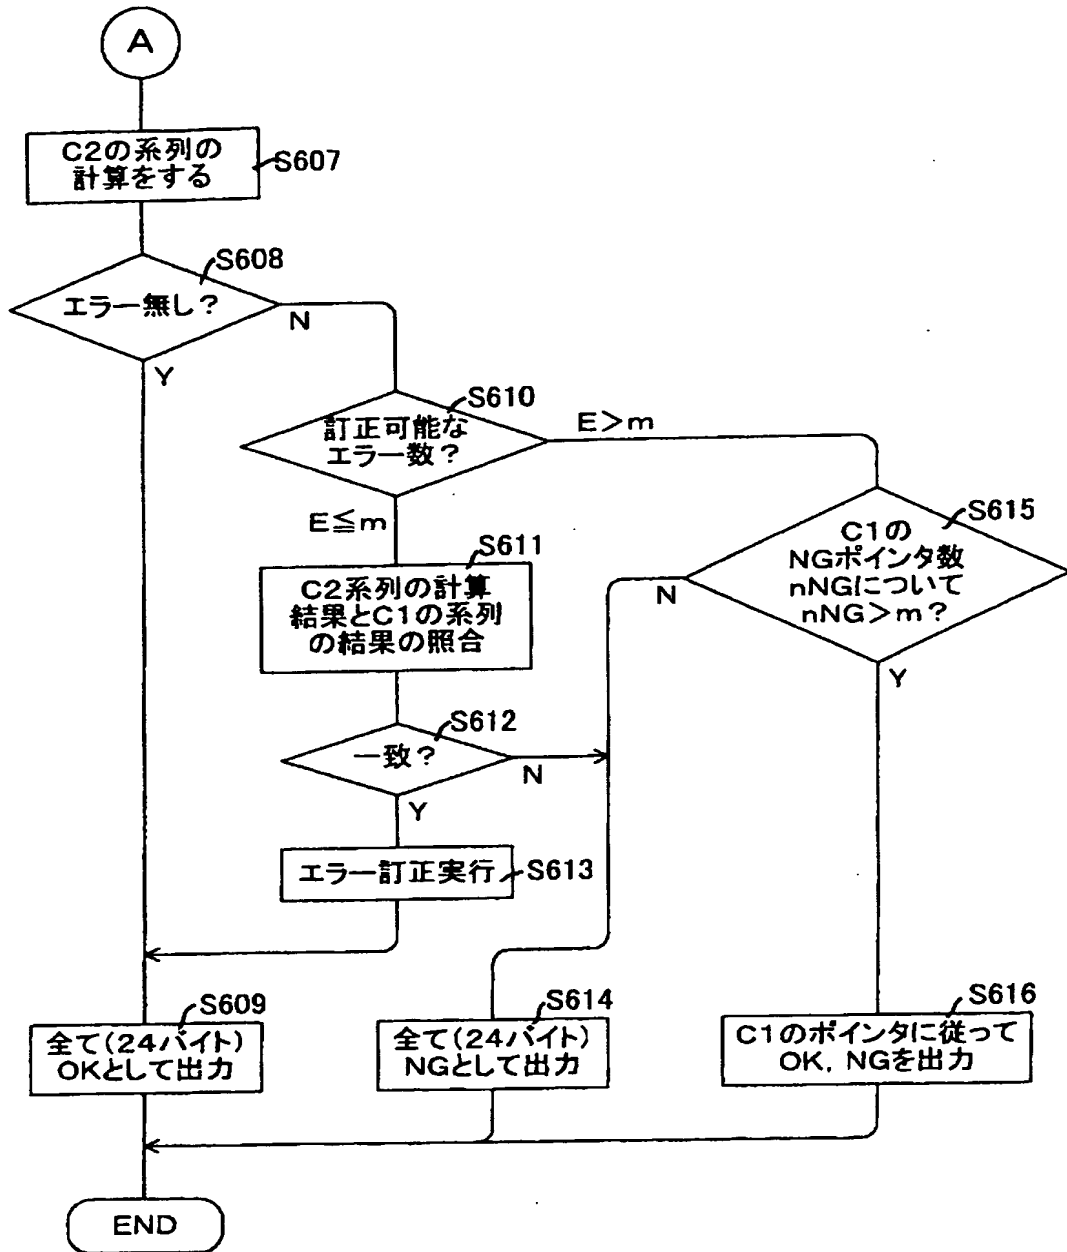 A
C2の系列の
計算をする
S607
S608
エラー無し？
N
Y
S610
訂正可能な
エラー数？
E＞m
E≦m
S611
C2系列の計算
結果とC1の系列
の結果の照合
S615
C1の
NGポインタ数
nNGについて
nNG＞m？
N
Y
S612
一致？
N
Y
エラー訂正実行
S613
S609
全て(24バイト)
OKとして出力
S614
全て(24バイト)
NGとして出力
S616
C1のポインタに従って
OK, NGを出力
END